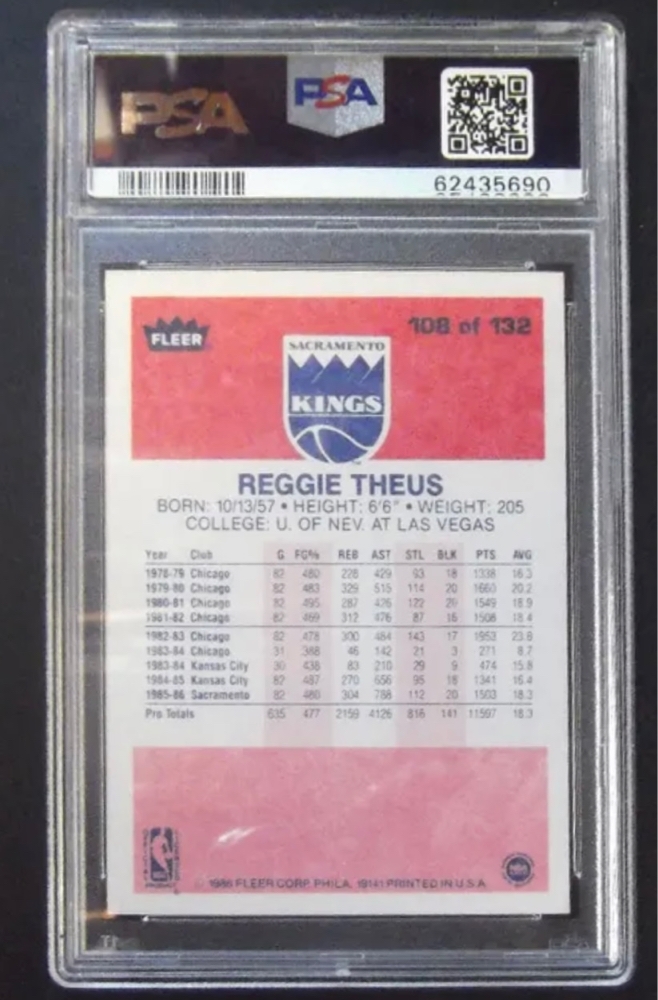 PSA
PSA
62435690
FLEER
108 of 132
SACRAMENTO
KINGS
REGGIE THEUS
BORN: 10/13/57 • HEIGHT: 6'6" • WEIGHT: 205
COLLEGE: U. OF NEV. AT LAS VEGAS
Year Club G FG% REB AST STL BLK PTS AVG
1978-79 Chicago 82 480 228 429 93 18 1338 16.3
1979-80 Chicago 82 483 329 515 114 20 1660 20.2
1980-81 Chicago 82 495 287 426 122 20 1549 18.9
1981-82 Chicago 82 469 312 476 87 16 1508 18.4
1982-83 Chicago 82 478 300 484 143 17 1953 23.8
1983-84 Chicago 31 368 46 142 21 3 271 8.7
1983-84 Kansas City 30 438 83 210 29 9 474 15.8
1984-85 Kansas City 82 487 270 656 95 18 1341 16.4
1985-86 Sacramento 82 480 304 788 112 20 1503 18.3
Pro Totals 635 477 2159 4126 816 141 11597 18.3
© 1986 FLEER CORP. PHILA. 19141 PRINTED IN U.S.A.